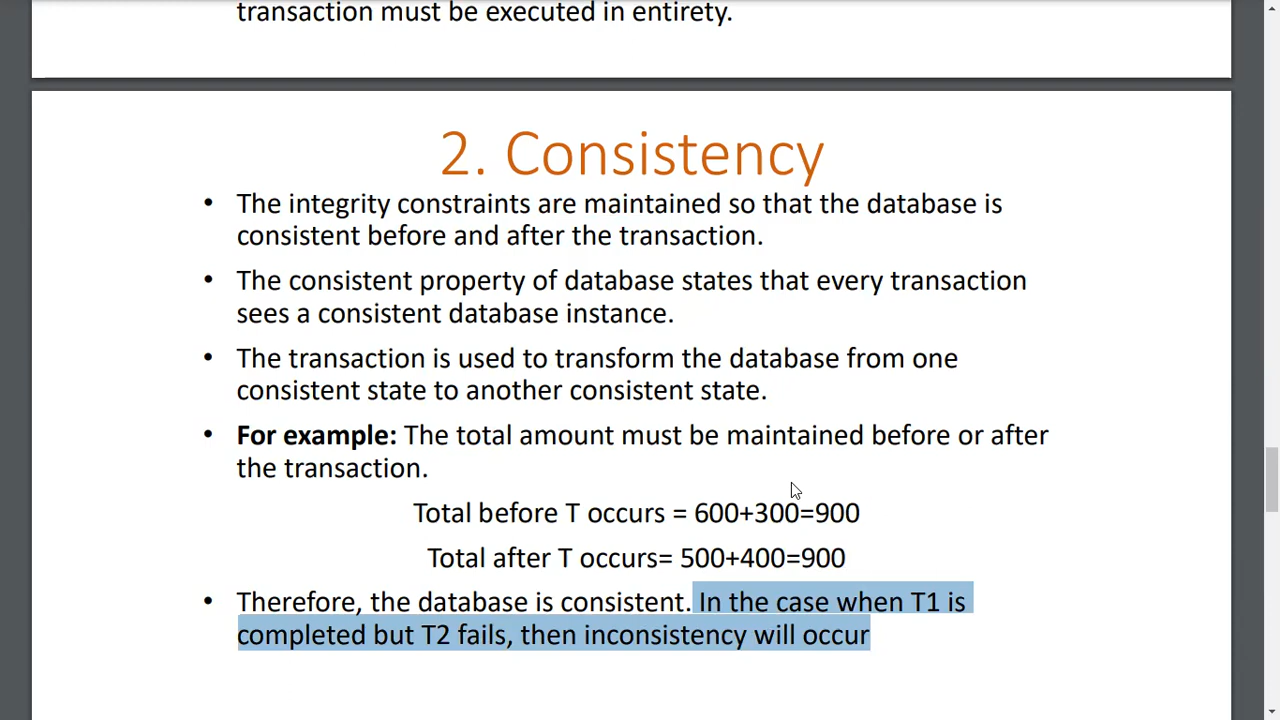 transaction must be executed in entirety.
2. Consistency
• The integrity constraints are maintained so that the database is
consistent before and after the transaction.
• The consistent property of database states that every transaction
sees a consistent database instance.
• The transaction is used to transform the database from one
consistent state to another consistent state.
• For example: The total amount must be maintained before or after
the transaction.
Total before T occurs = 600+300=900
Total after T occurs= 500+400=900
• Therefore, the database is consistent. In the case when T1 is
completed but T2 fails, then inconsistency will occur